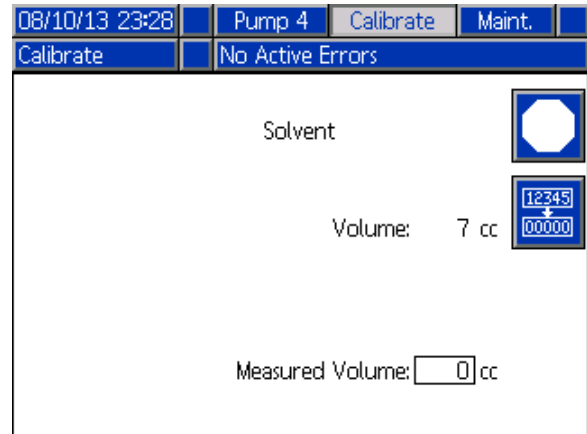 08/10/13 23:28 Pump 4 Calibrate Maint.
Calibrate No Active Errors
Solvent
12345
Volume: 7 cc 00000
Measured Volume: 0 cc